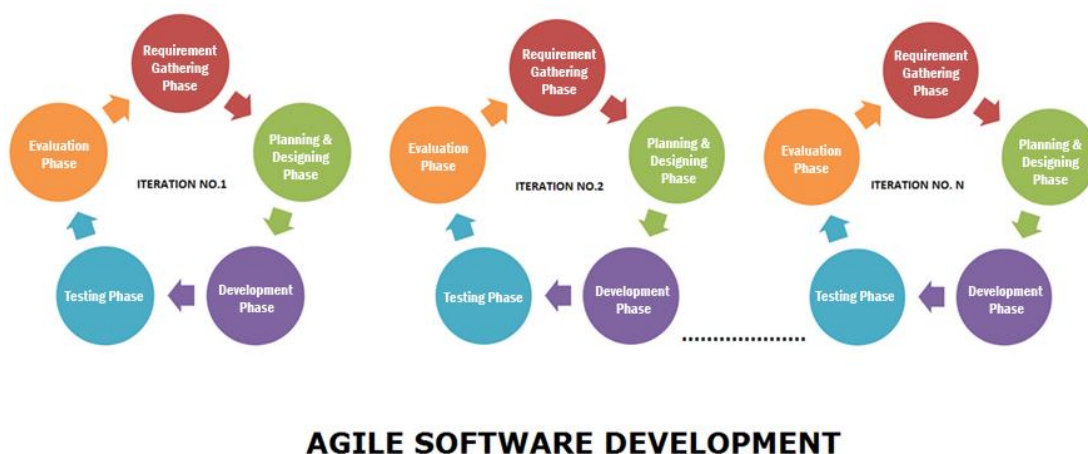 Requirement
Gathering
Phase
Planning &
Designing
Phase
Development
Phase
Testing Phase
Evaluation
Phase
ITERATION NO.1
Requirement
Gathering
Phase
Planning &
Designing
Phase
Development
Phase
Testing Phase
Evaluation
Phase
ITERATION NO.2
Requirement
Gathering
Phase
Planning &
Designing
Phase
Development
Phase
Testing Phase
Evaluation
Phase
ITERATION NO. N
AGILE SOFTWARE DEVELOPMENT